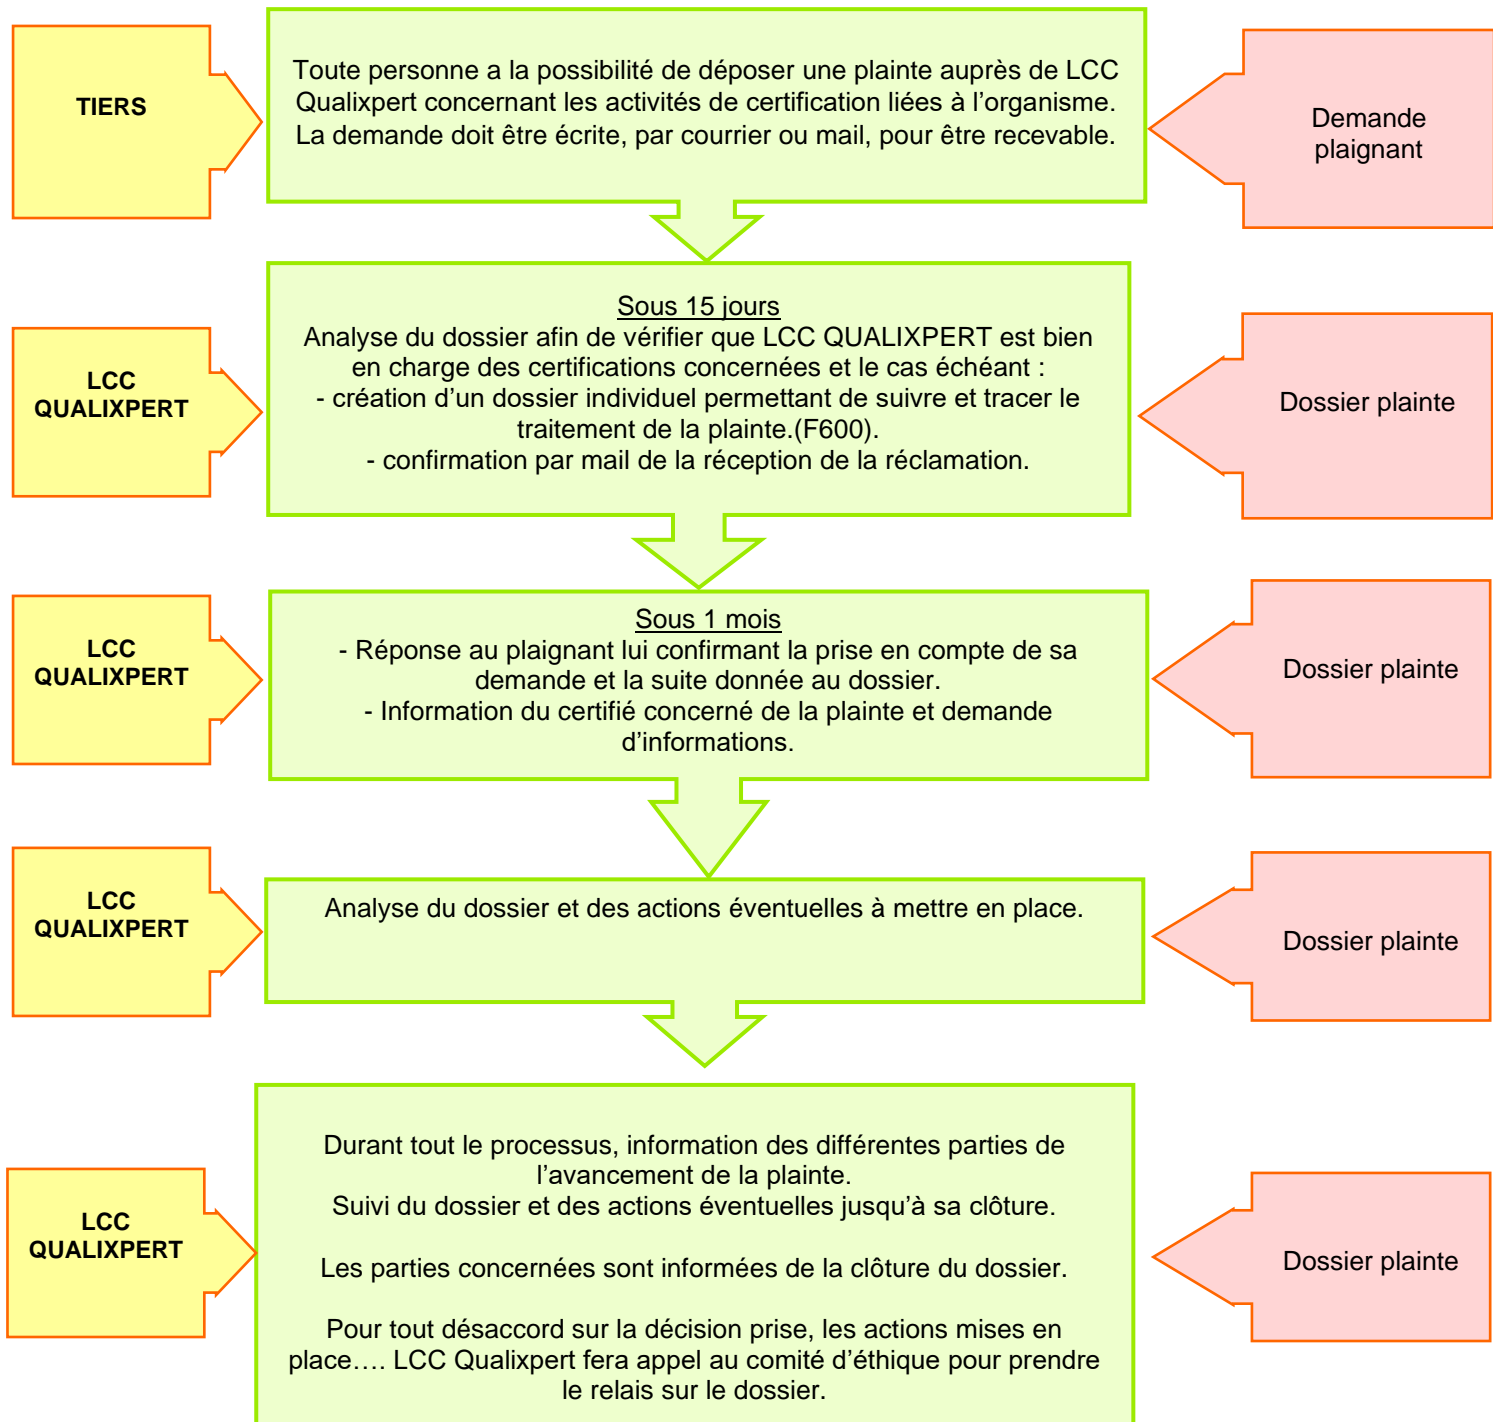 TIERS
Toute personne a la possibilité de déposer une plainte auprès de LCC
Qualixpert concernant les activités de certification liées à l’organisme.
La demande doit être écrite, par courrier ou mail, pour être recevable.
Demande
plaignant
LCC
QUALIXPERT
Sous 15 jours
Analyse du dossier afin de vérifier que LCC QUALIXPERT est bien
en charge des certifications concernées et le cas échéant :
- création d’un dossier individuel permettant de suivre et tracer le
traitement de la plainte.(F600).
- confirmation par mail de la réception de la réclamation.
Dossier plainte
LCC
QUALIXPERT
Sous 1 mois
- Réponse au plaignant lui confirmant la prise en compte de sa
demande et la suite donnée au dossier.
- Information du certifié concerné de la plainte et demande
d’informations.
Dossier plainte
LCC
QUALIXPERT
Analyse du dossier et des actions éventuelles à mettre en place.
Dossier plainte
LCC
QUALIXPERT
Durant tout le processus, information des différentes parties de
l’avancement de la plainte.
Suivi du dossier et des actions éventuelles jusqu’à sa clôture.
Les parties concernées sont informées de la clôture du dossier.
Pour tout désaccord sur la décision prise, les actions mises en
place…. LCC Qualixpert fera appel au comité d’éthique pour prendre
le relais sur le dossier.
Dossier plainte